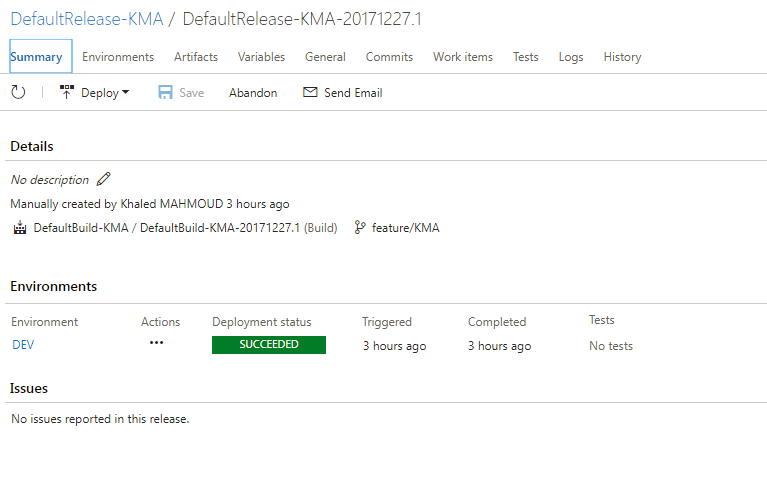 DefaultRelease-KMA / DefaultRelease-KMA-20171227.1
Summary Environments Artifacts Variables General Commits Work items Tests Logs History
Deploy Save Abandon Send Email
Details
No description
Manually created by Khaled MAHMOUD 3 hours ago
DefaultBuild-KMA / DefaultBuild-KMA-20171227.1 (Build) feature/KMA
Environments
Environment Actions Deployment status Triggered Completed Tests
DEV ••• SUCCEEDED 3 hours ago 3 hours ago No tests
Issues
No issues reported in this release.